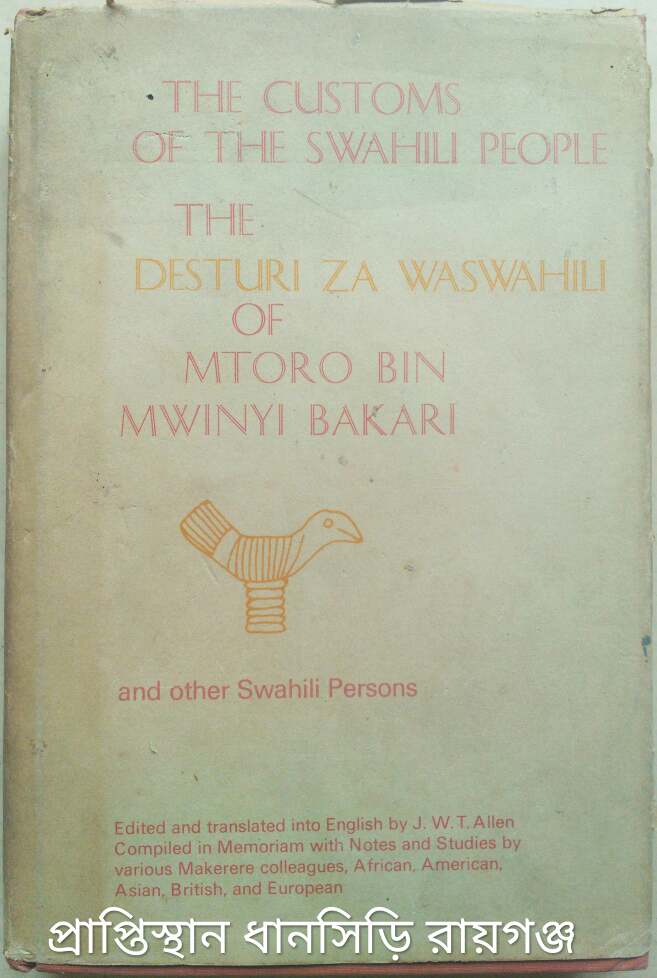 THE CUSTOMS
OF THE SWAHILI PEOPLE
THE
DESTURI ZA WASWAHILI
OF
MTORO BIN
MWINYI BAKARI
and other Swahili Persons
Edited and translated into English by J. W. T. Allen
Compiled in Memoriam with Notes and Studies by
various Makerere colleagues, African, American,
Asian, British, and European
প্রাপ্তিস্থান ধানসিড়ি রায়গঞ্জ